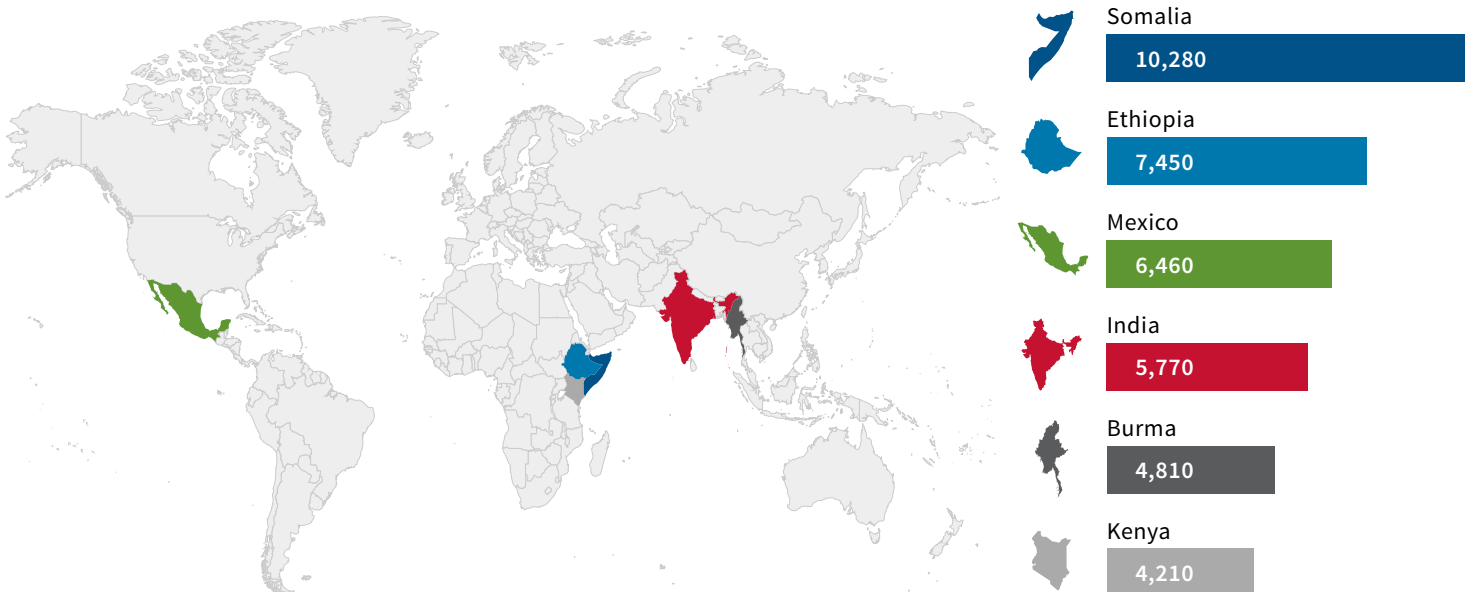 Somalia
10,280
Ethiopia
7,450
Mexico
6,460
India
5,770
Burma
4,810
Kenya
4,210